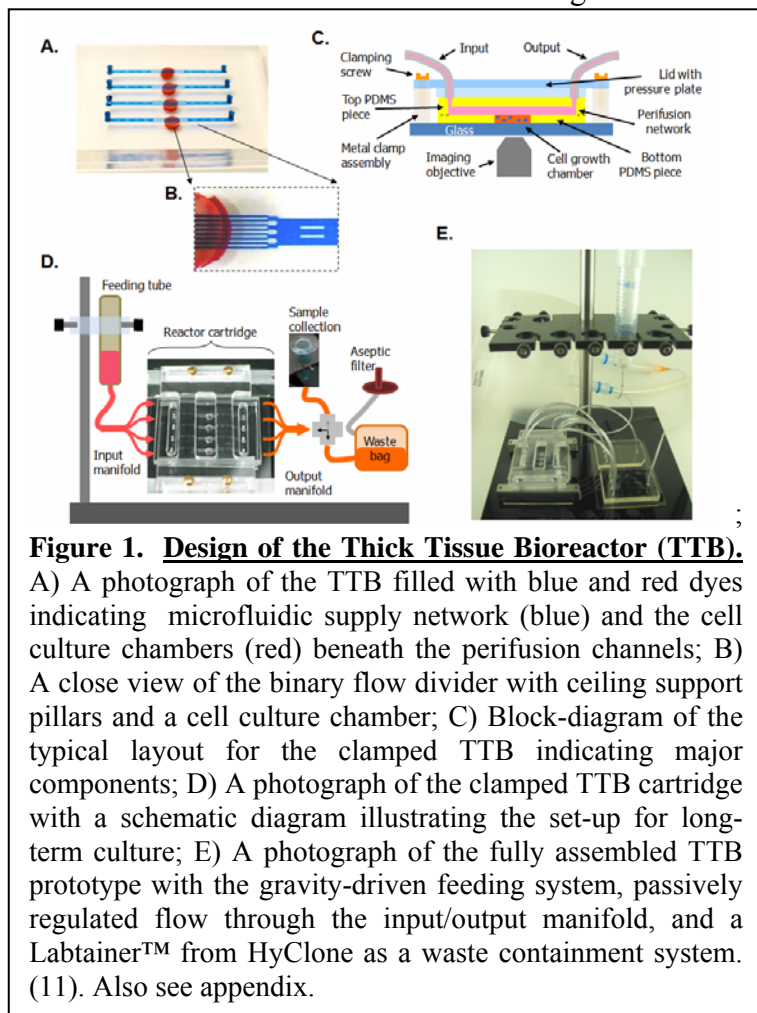 A.
C.
Input
Output
Clamping
screw
Lid with
pressure plate
Top PDMS
piece
Perifusion
network
Glass
Metal clamp
assembly
Imaging
objective
Cell growth
chamber
Bottom
PDMS piece
B.
E.
D.
Feeding tube
Sample
collection
Reactor cartridge
Aseptic
filter
Input
manifold
Output
manifold
Waste
bag
;
Figure 1. Design of the Thick Tissue Bioreactor (TTB).
A) A photograph of the TTB filled with blue and red dyes
indicating microfluidic supply network (blue) and the cell
culture chambers (red) beneath the perifusion channels; B)
A close view of the binary flow divider with ceiling support
pillars and a cell culture chamber; C) Block-diagram of the
typical layout for the clamped TTB indicating major
components; D) A photograph of the clamped TTB cartridge
with a schematic diagram illustrating the set-up for long-
term culture; E) A photograph of the fully assembled TTB
prototype with the gravity-driven feeding system, passively
regulated flow through the input/output manifold, and a
Labtainer™ from HyClone as a waste containment system.
(11). Also see appendix.